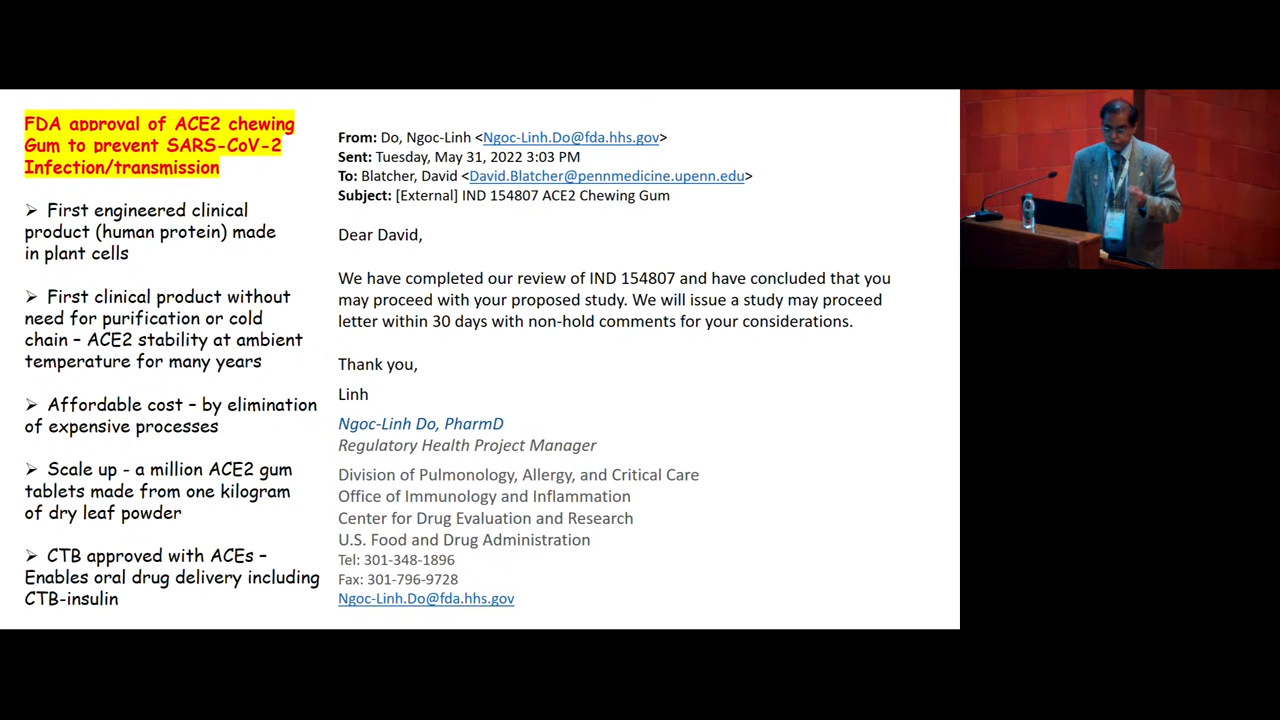 FDA approval of ACE2 chewing
Gum to prevent SARS-CoV-2
Infection/transmission
➢ First engineered clinical
product (human protein) made
in plant cells
➢ First clinical product without
need for purification or cold
chain – ACE2 stability at ambient
temperature for many years
➢ Affordable cost – by elimination
of expensive processes
➢ Scale up - a million ACE2 gum
tablets made from one kilogram
of dry leaf powder
➢ CTB approved with ACEs –
Enables oral drug delivery including
CTB-insulin
From: Do, Ngoc-Linh <Ngoc-Linh.Do@fda.hhs.gov>
Sent: Tuesday, May 31, 2022 3:03 PM
To: Blatcher, David <David.Blatcher@pennmedicine.upenn.edu>
Subject: [External] IND 154807 ACE2 Chewing Gum
Dear David,
We have completed our review of IND 154807 and have concluded that you
may proceed with your proposed study. We will issue a study may proceed
letter within 30 days with non-hold comments for your considerations.
Thank you,
Linh
Ngoc-Linh Do, PharmD
Regulatory Health Project Manager
Division of Pulmonology, Allergy, and Critical Care
Office of Immunology and Inflammation
Center for Drug Evaluation and Research
U.S. Food and Drug Administration
Tel: 301-348-1896
Fax: 301-796-9728
Ngoc-Linh.Do@fda.hhs.gov